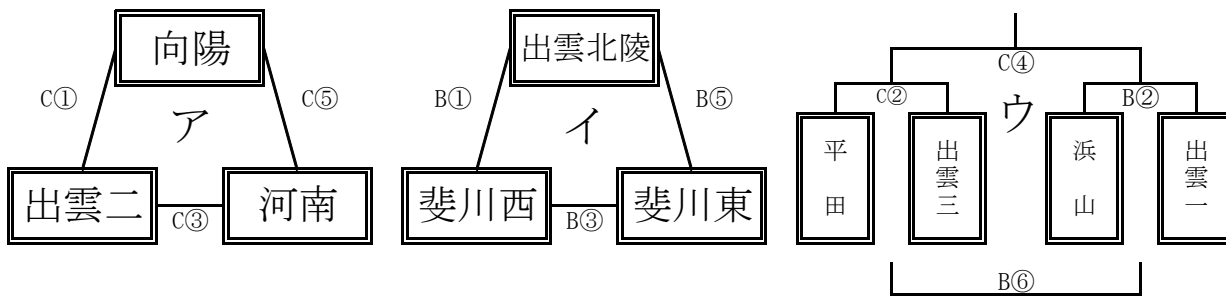 向陽
C①
C⑤
ア
出雲二
C③
河南
出雲北陵
B①
B⑤
イ
斐川西
B③
斐川東
C④
C②
ウ
B②
平田
出雲三
浜山
出雲一
B⑥